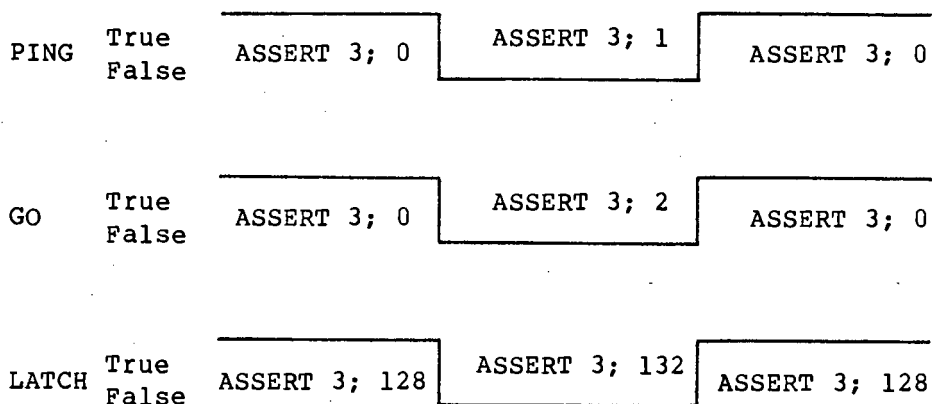 PING True ASSERT 3; 0 ASSERT 3; 1 ASSERT 3; 0
False
GO True ASSERT 3; 0 ASSERT 3; 2 ASSERT 3; 0
False
LATCH True ASSERT 3; 128 ASSERT 3; 132 ASSERT 3; 128
False